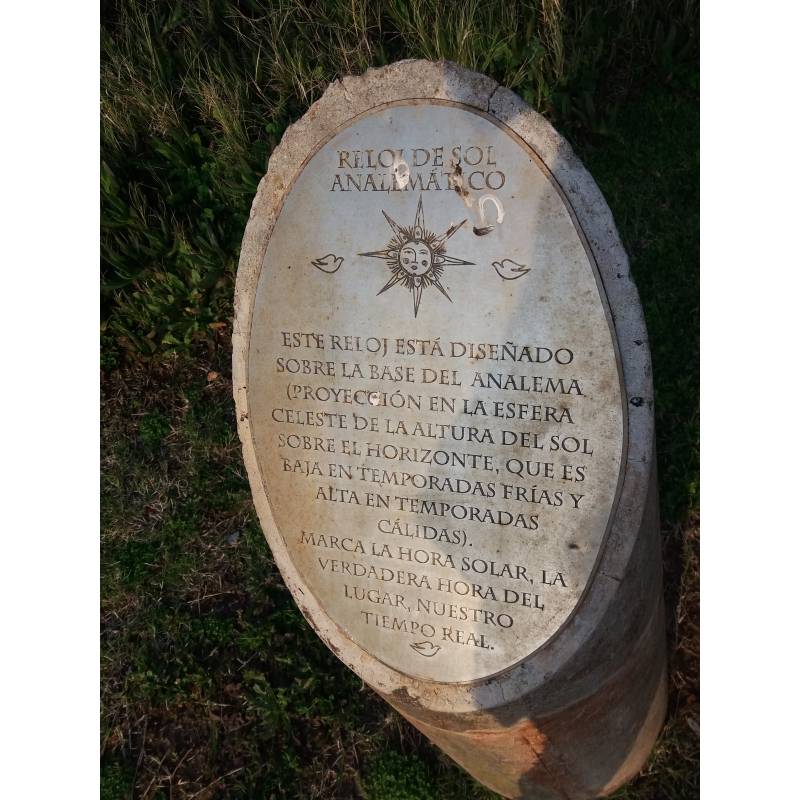 RELOJ DE SOL
ANALEMÁTICO
ESTE RELOJ ESTÁ DISEÑADO
SOBRE LA BASE DEL ANALEMA
(PROYECCIÓN EN LA ESFERA
CELESTE DE LA ALTURA DEL SOL
SOBRE EL HORIZONTE, QUE ES
BAJA EN TEMPORADAS FRÍAS Y
ALTA EN TEMPORADAS
CÁLIDAS).
MARCA LA HORA SOLAR, LA
VERDADERA HORA DEL
LUGAR, NUESTRO
TIEMPO REAL.